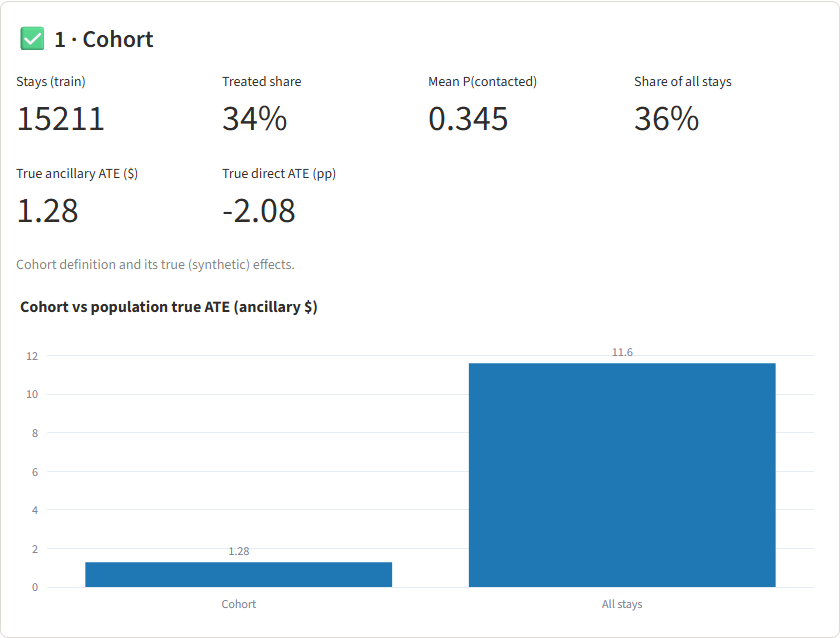 ✅ 1 · Cohort
Stays (train) Treated share Mean P(contacted) Share of all stays
15211 34% 0.345 36%
True ancillary ATE ($) True direct ATE (pp)
1.28 -2.08
Cohort definition and its true (synthetic) effects.
Cohort vs population true ATE (ancillary $)
12
10
8
6
4
2
0
11.6
1.28
Cohort All stays